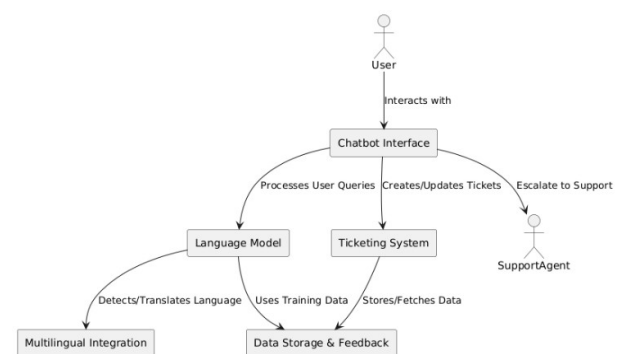 User
Interacts with
Chatbot Interface
Processes User Queries
Creates/Updates Tickets
Escalate to Support
Language Model
Ticketing System
SupportAgent
Detects/Translates Language
Uses Training Data
Stores/Fetches Data
Multilingual Integration
Data Storage & Feedback